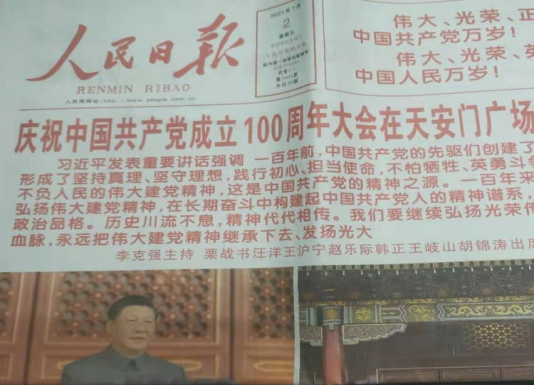 人民日报
RENMIN RIBAO
2021年7月
2
星期五
伟大、光荣、正
中国共产党万岁！
伟大、光荣、英
中国人民万岁！
庆祝中国共产党成立100周年大会在天安门广场
习近平发表重要讲话强调 一百年前，中国共产党的先驱们创建了
形成了坚持真理、坚守理想，践行初心、担当使命，不怕牺牲、英勇斗争
不负人民的伟大建党精神，这是中国共产党的精神之源。一百年来
弘扬伟大建党精神，在长期奋斗中构建起中国共产党人的精神谱系，
政治品格。历史川流不息，精神代代相传。我们要继续弘扬光荣传
血脉，永远把伟大建党精神继承下去、发扬光大
李克强主持 栗战书汪洋王沪宁赵乐际韩正王岐山胡锦涛出席